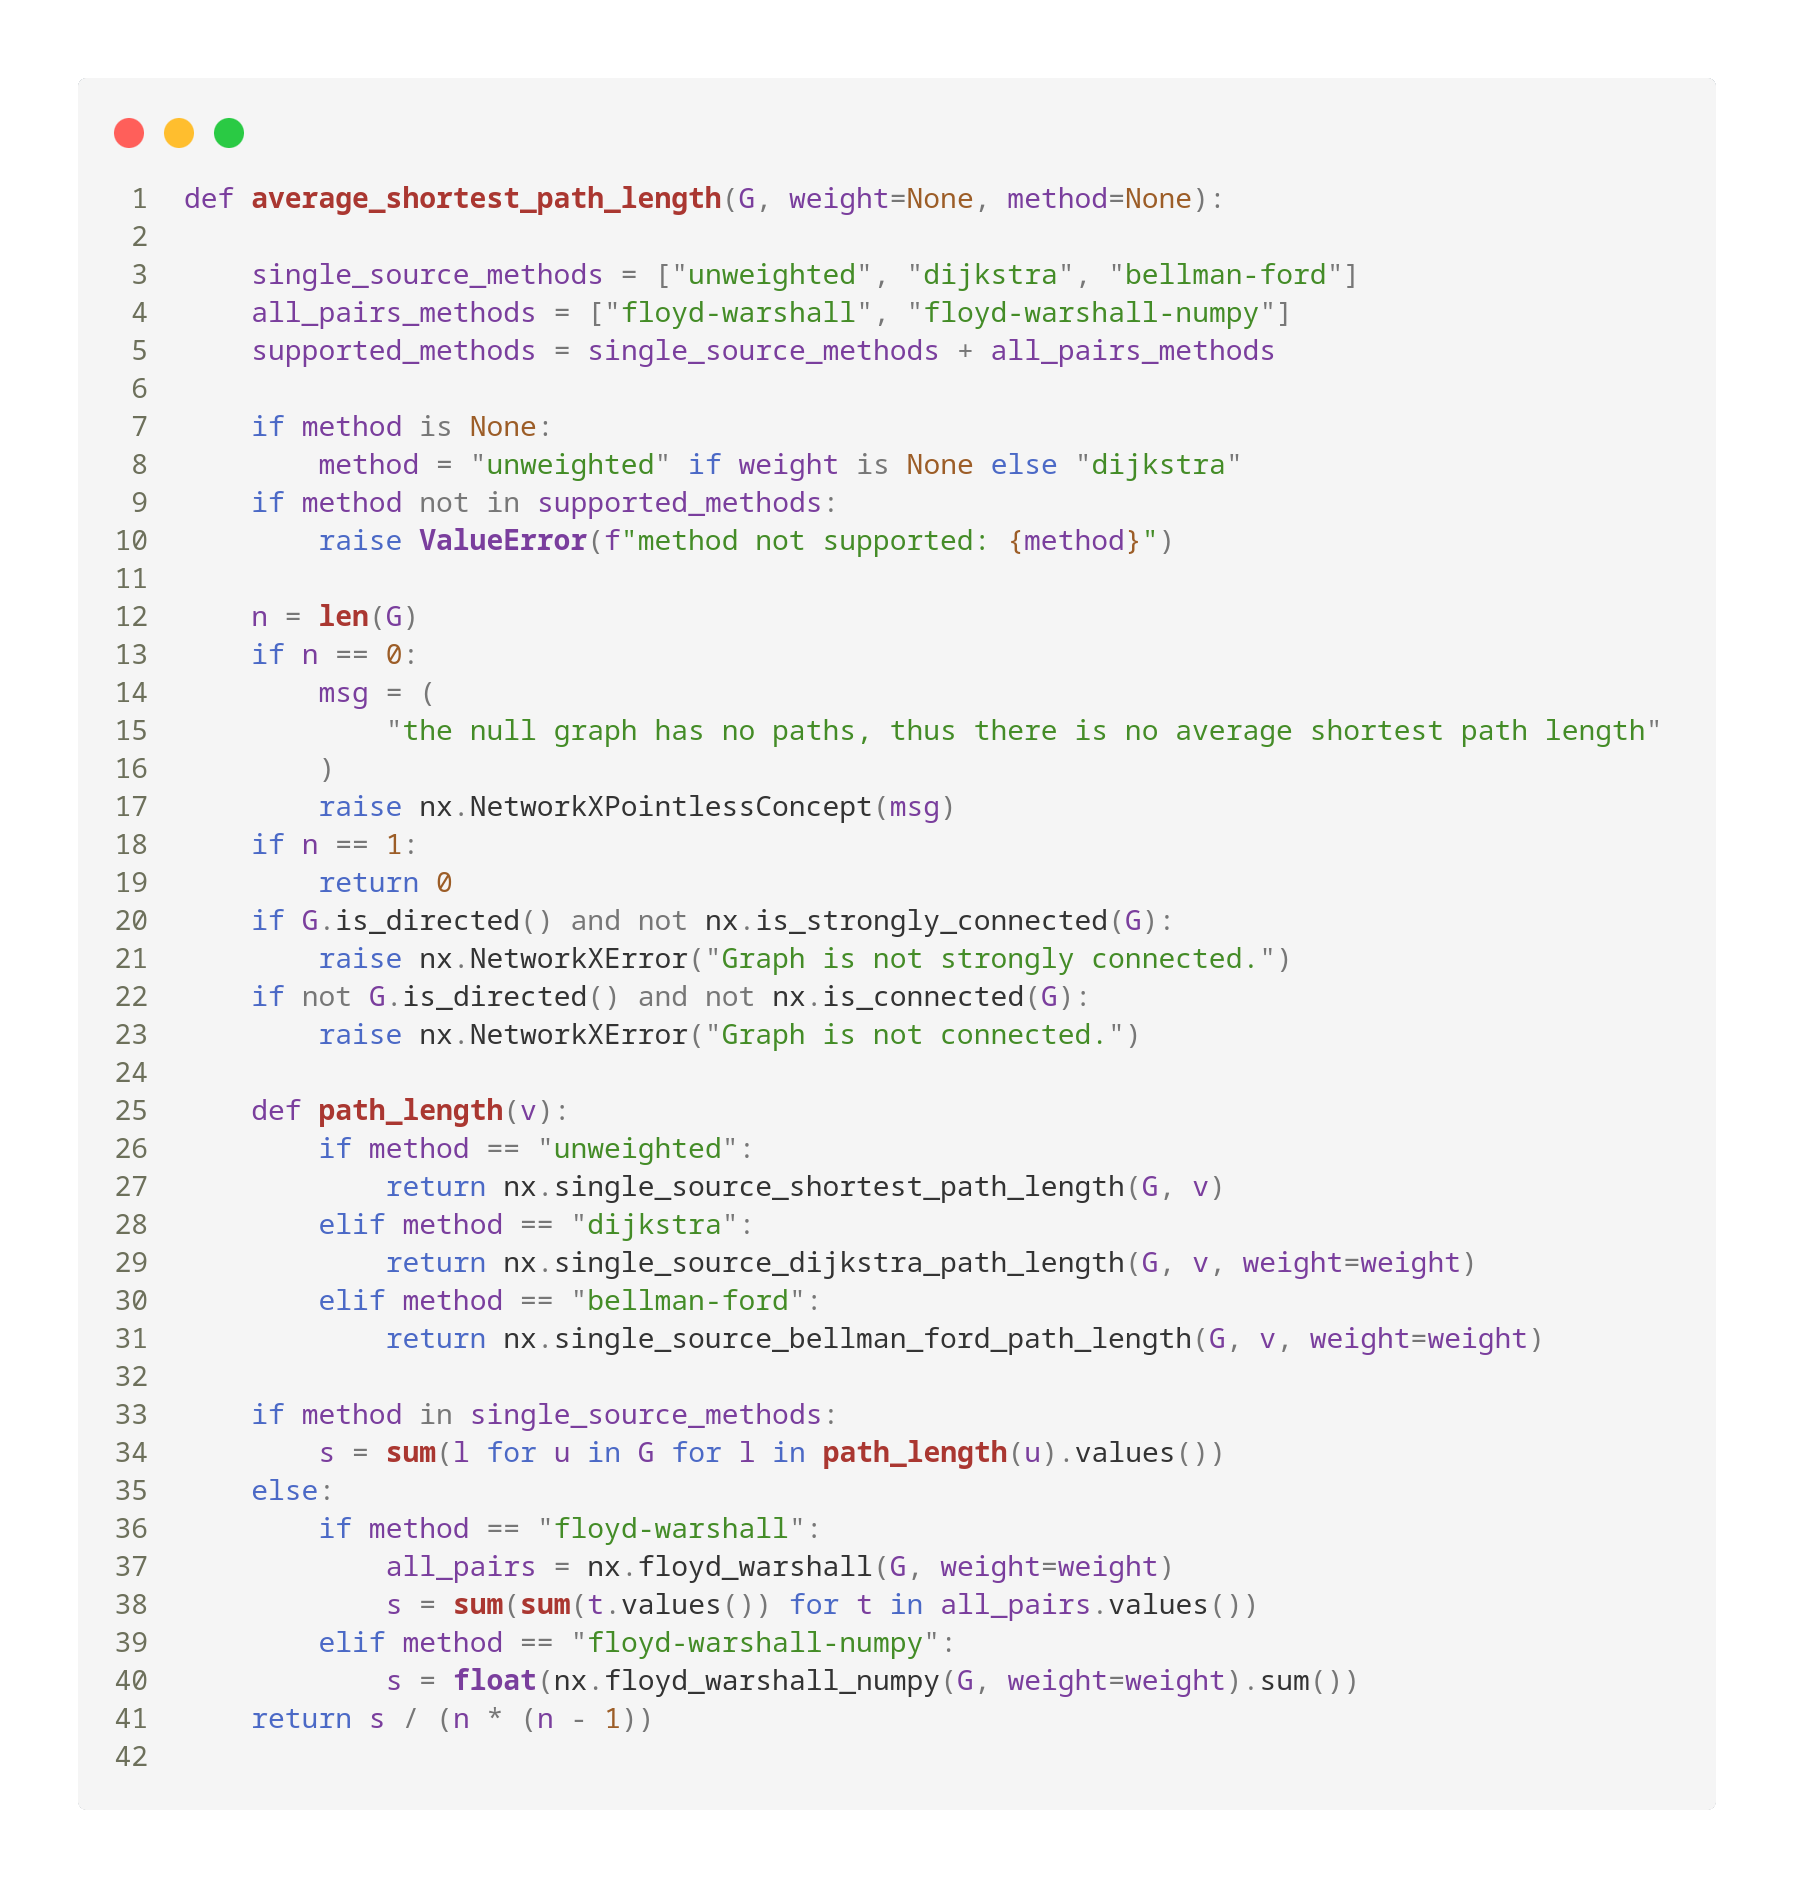 1 def average_shortest_path_length(G, weight=None, method=None):
2
3     single_source_methods = ["unweighted", "dijkstra", "bellman-ford"]
4     all_pairs_methods = ["floyd-warshall", "floyd-warshall-numpy"]
5     supported_methods = single_source_methods + all_pairs_methods
6
7     if method is None:
8         method = "unweighted" if weight is None else "dijkstra"
9     if method not in supported_methods:
10         raise ValueError(f"method not supported: {method}")
11
12     n = len(G)
13     if n == 0:
14         msg = (
15             "the null graph has no paths, thus there is no average shortest path length"
16         )
17         raise nx.NetworkXPointlessConcept(msg)
18     if n == 1:
19         return 0
20     if G.is_directed() and not nx.is_strongly_connected(G):
21         raise nx.NetworkXError("Graph is not strongly connected.")
22     if not G.is_directed() and not nx.is_connected(G):
23         raise nx.NetworkXError("Graph is not connected.")
24
25     def path_length(v):
26         if method == "unweighted":
27             return nx.single_source_shortest_path_length(G, v)
28         elif method == "dijkstra":
29             return nx.single_source_dijkstra_path_length(G, v, weight=weight)
30         elif method == "bellman-ford":
31             return nx.single_source_bellman_ford_path_length(G, v, weight=weight)
32
33     if method in single_source_methods:
34         s = sum(l for u in G for l in path_length(u).values())
35     else:
36         if method == "floyd-warshall":
37             all_pairs = nx.floyd_warshall(G, weight=weight)
38             s = sum(sum(t.values()) for t in all_pairs.values())
39         elif method == "floyd-warshall-numpy":
40             s = float(nx.floyd_warshall_numpy(G, weight=weight).sum())
41     return s / (n * (n - 1))
42